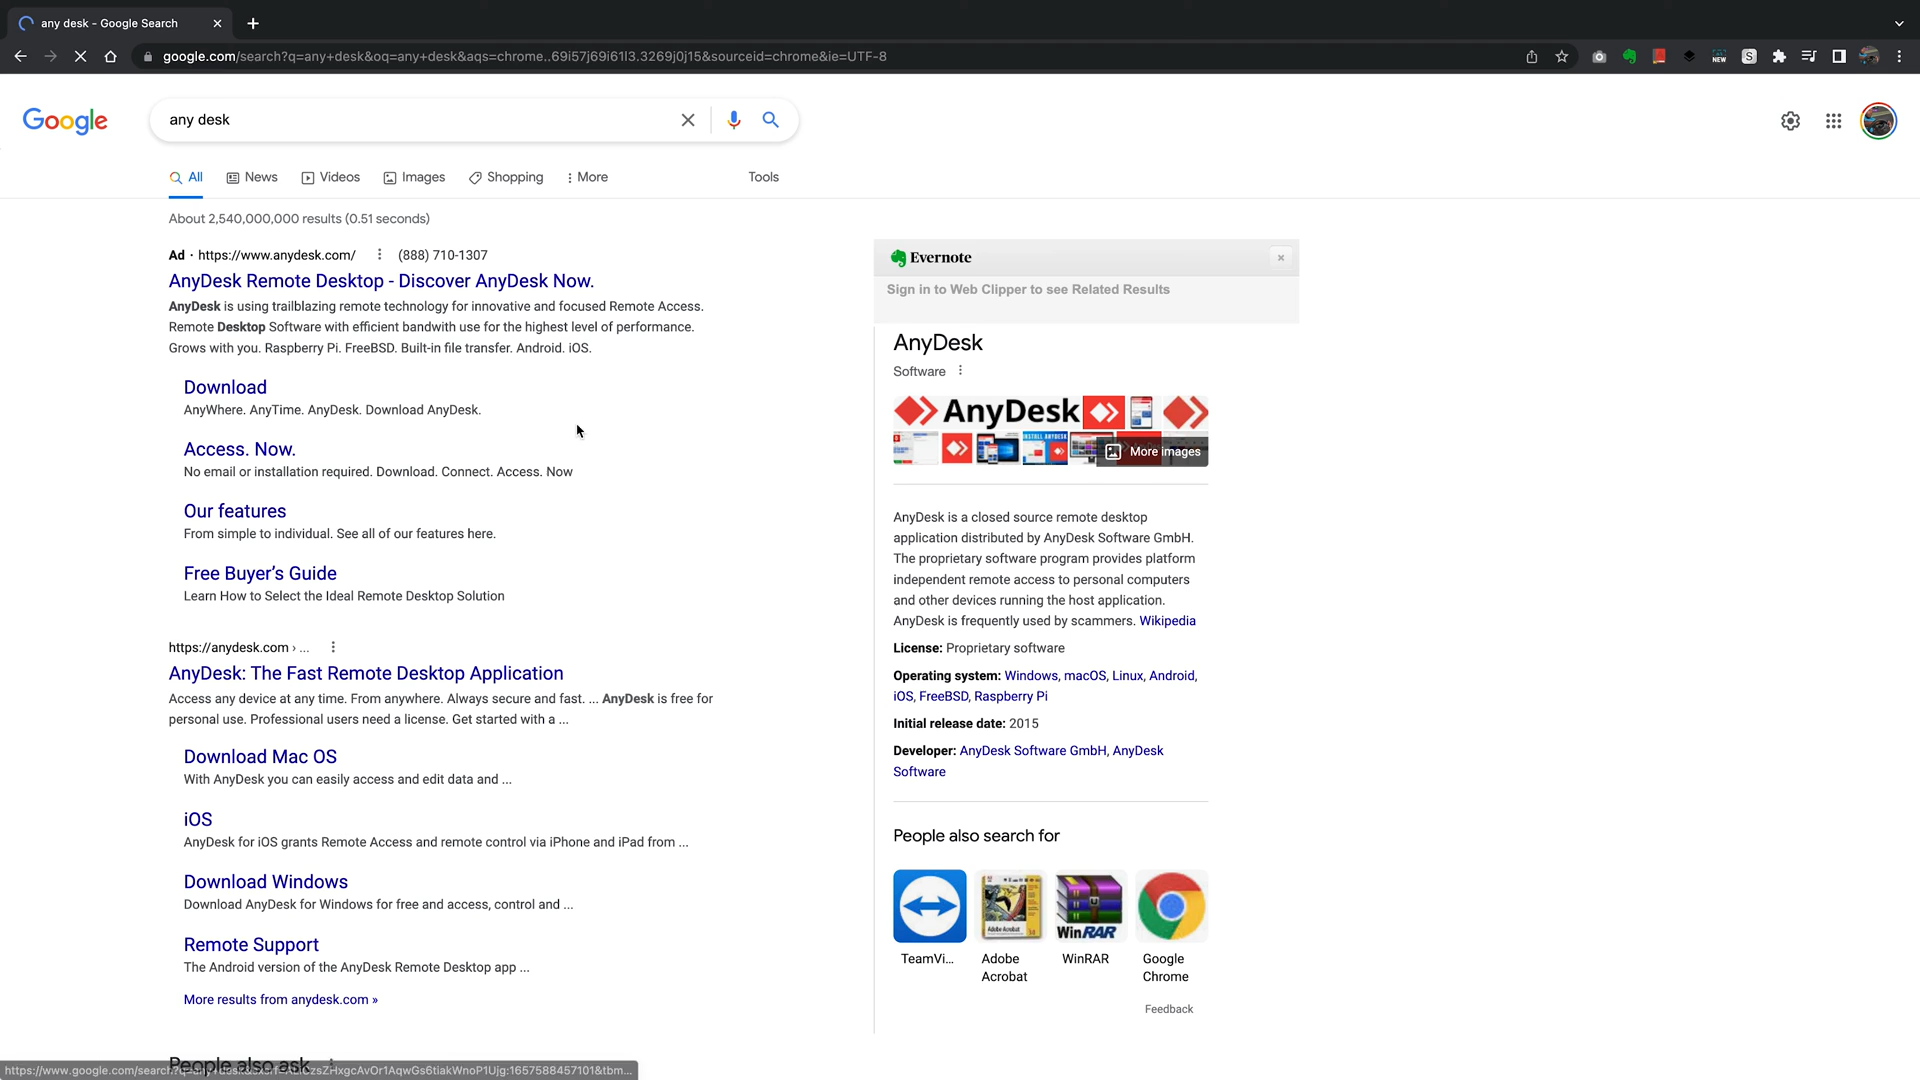 any desk - Google Search
google.com/search?q=any+desk&oq=any+desk&aqs=chrome..69i57j69i61l3.3269j0j15&sourceid=chrome&ie=UTF-8
NEW
S
Google
any desk
All
News
Videos
Images
Shopping
More
Tools
About 2,540,000,000 results (0.51 seconds)
Ad · https://www.anydesk.com/ (888) 710-1307
AnyDesk Remote Desktop - Discover AnyDesk Now.
AnyDesk is using trailblazing remote technology for innovative and focused Remote Access.
Remote Desktop Software with efficient bandwith use for the highest level of performance.
Grows with you. Raspberry Pi. FreeBSD. Built-in file transfer. Android. iOS.
Download
AnyWhere. AnyTime. AnyDesk. Download AnyDesk.
Access. Now.
No email or installation required. Download. Connect. Access. Now
Our features
From simple to individual. See all of our features here.
Free Buyer's Guide
Learn How to Select the Ideal Remote Desktop Solution
https://anydesk.com › ...
AnyDesk: The Fast Remote Desktop Application
Access any device at any time. From anywhere. Always secure and fast. ... AnyDesk is free for
personal use. Professional users need a license. Get started with a ...
Download Mac OS
With AnyDesk you can easily access and edit data and ...
iOS
AnyDesk for iOS grants Remote Access and remote control via iPhone and iPad from ...
Download Windows
Download AnyDesk for Windows for free and access, control and ...
Remote Support
The Android version of the AnyDesk Remote Desktop app ...
More results from anydesk.com »
People also ask
Evernote
Sign in to Web Clipper to see Related Results
AnyDesk
Software
AnyDesk
More images
AnyDesk is a closed source remote desktop
application distributed by AnyDesk Software GmbH.
The proprietary software program provides platform
independent remote access to personal computers
and other devices running the host application.
AnyDesk is frequently used by scammers. Wikipedia
License: Proprietary software
Operating system: Windows, macOS, Linux, Android,
iOS, FreeBSD, Raspberry Pi
Initial release date: 2015
Developer: AnyDesk Software GmbH, AnyDesk
Software
People also search for
WinRAR
TeamVi...
Adobe
Acrobat
WinRAR
Google
Chrome
Feedback